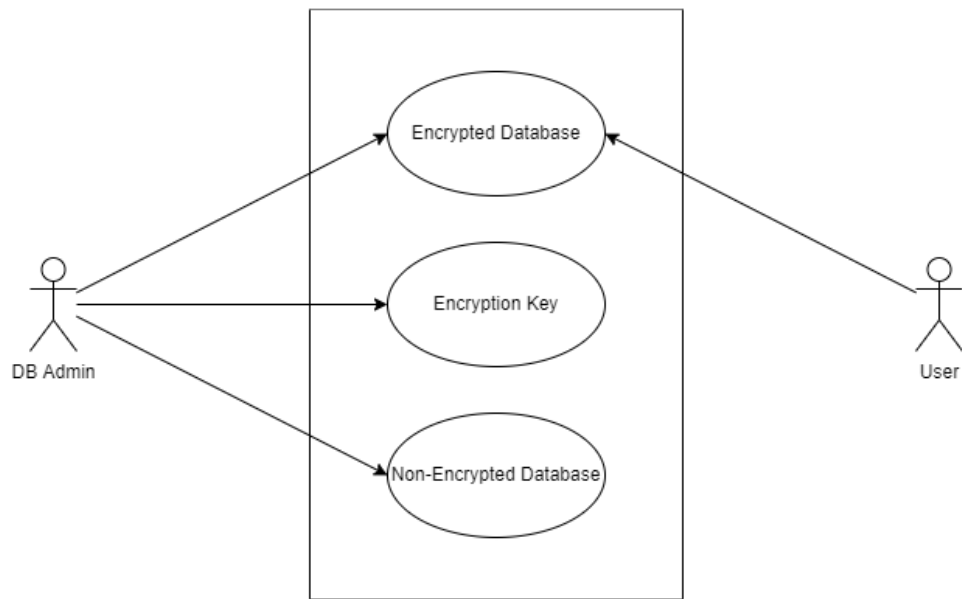 Encrypted Database
Encryption Key
DB Admin
User
Non-Encrypted Database